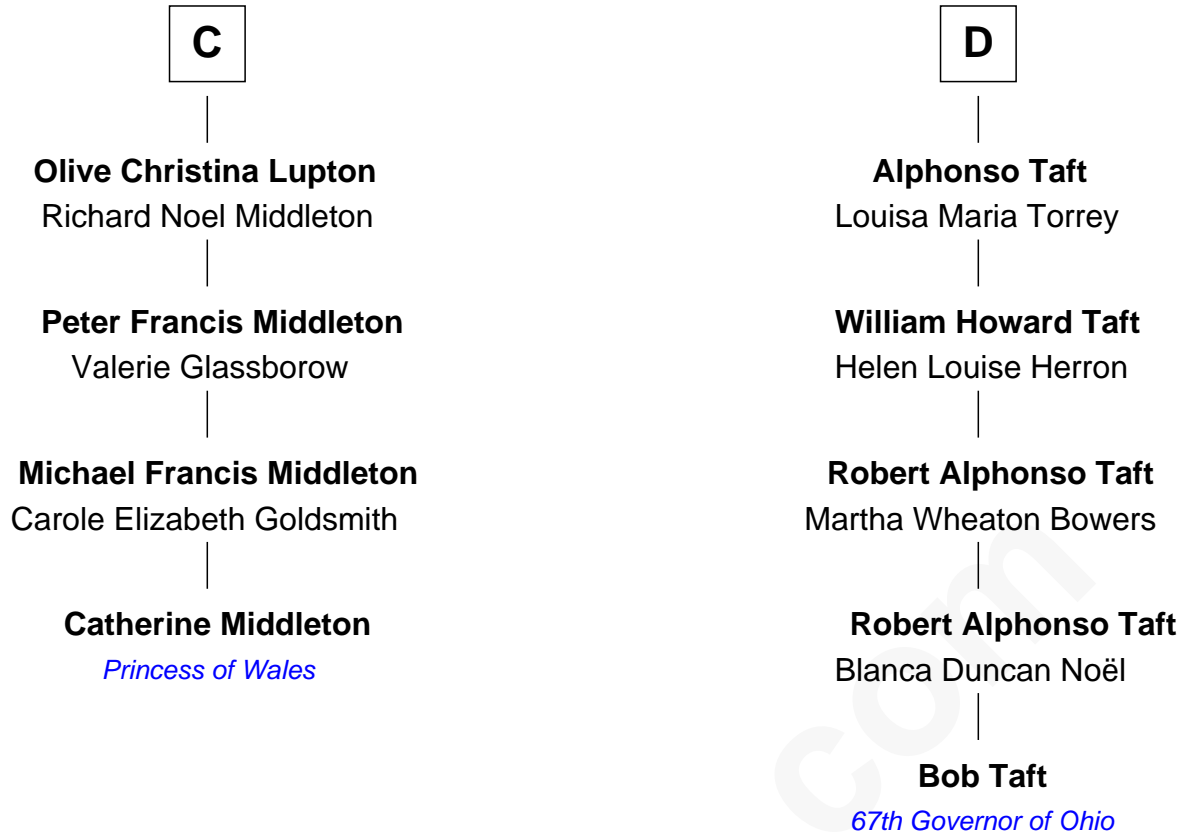 C
Olive Christina Lupton
Richard Noel Middleton
Peter Francis Middleton
Valerie Glassborow
Michael Francis Middleton
Carole Elizabeth Goldsmith
Catherine Middleton
Princess of Wales
D
Alphonso Taft
Louisa Maria Torrey
William Howard Taft
Helen Louise Herron
Robert Alphonso Taft
Martha Wheaton Bowers
Robert Alphonso Taft
Blanca Duncan Noël
Bob Taft
67th Governor of Ohio
com